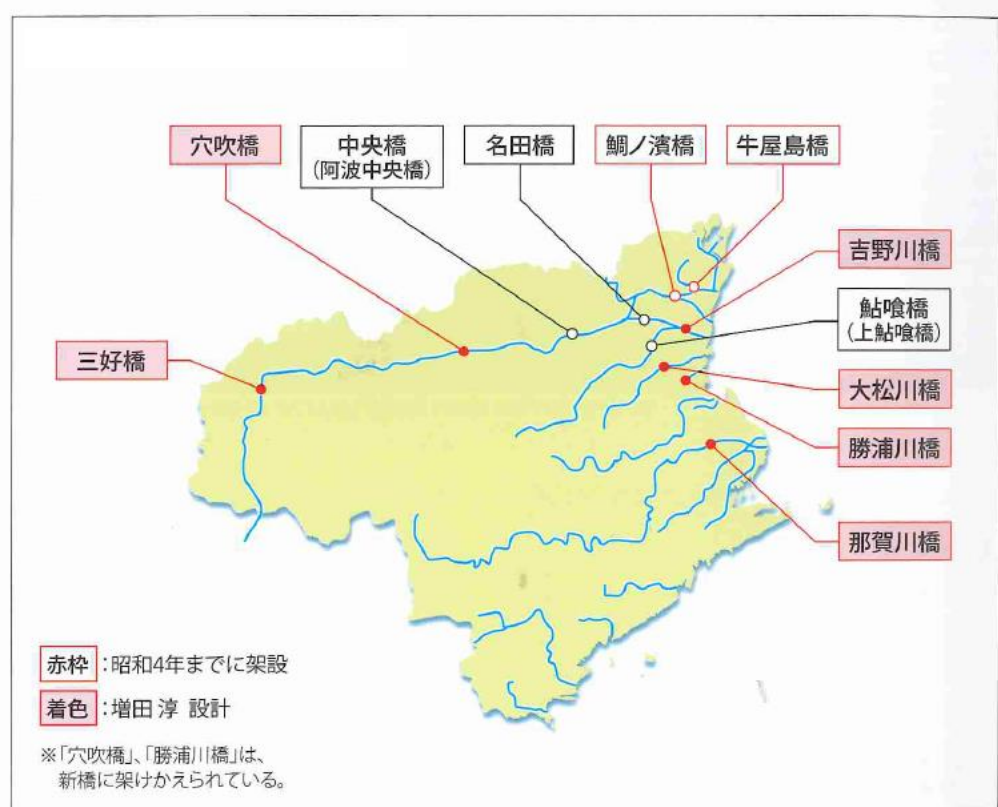 穴吹橋
中央橋
(阿波中央橋)
名田橋
鯛ノ濱橋
牛屋島橋
吉野川橋
鮎喰橋
(上鮎喰橋)
三好橋
大松川橋
勝浦川橋
那賀川橋
赤枠:昭和4年までに架設
着色:増田 淳 設計
※「穴吹橋」、「勝浦川橋」は、
新橋に架けかえられている。